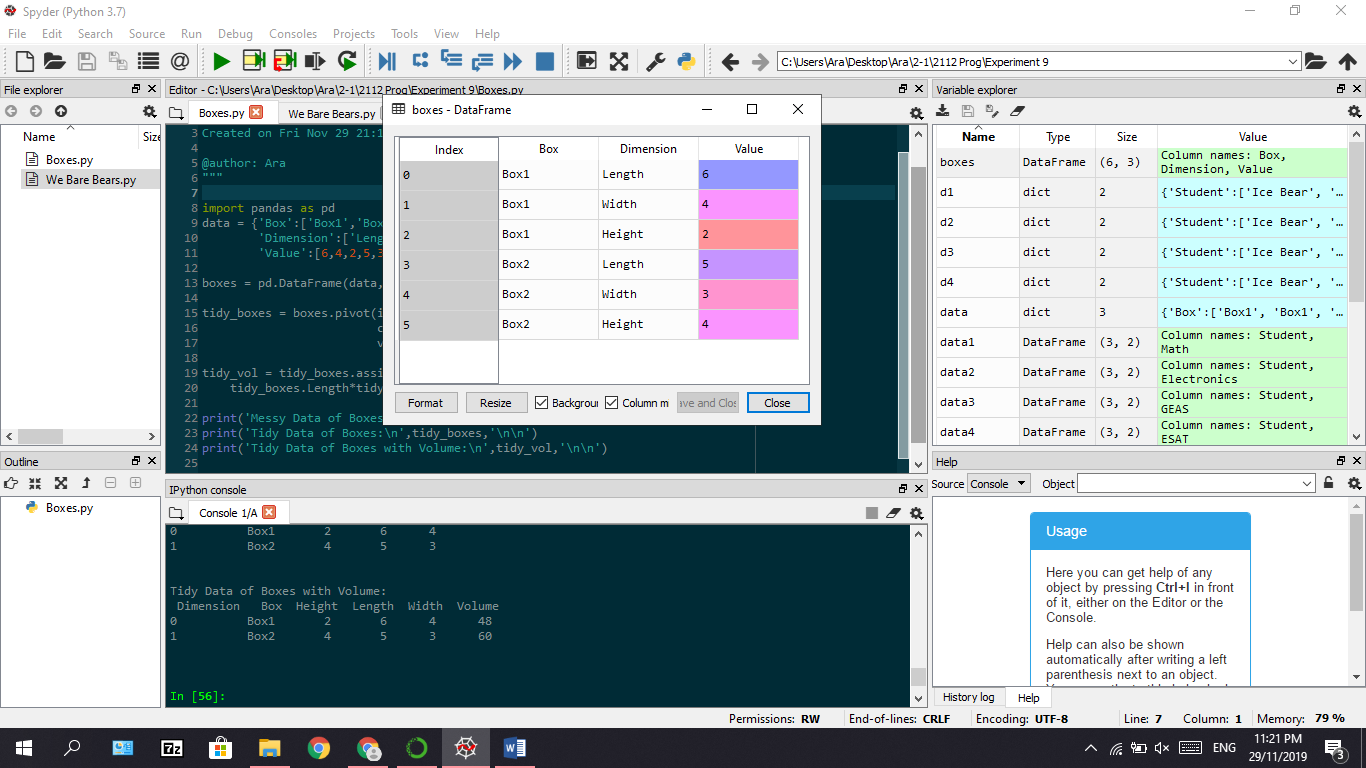 Spyder (Python 3.7)
File Edit Search Source Run Debug Consoles Projects Tools View Help
C:\Users\Ara\Desktop\Ara\2-1\2112 Prog\Experiment 9
File explorer
Name Size
Boxes.py
We Bare Bears.py
Outline
Boxes.py
Editor - C:\Users\Ara\Desktop\Ara\2-1\2112 Prog\Experiment 9\Boxes.py
Boxes.py We Bare Bears.py
3 Created on Fri Nov 29 21:1
4
5 @author: Ara
6 """
7
8 import pandas as pd
9 data = {'Box':['Box1','Box
10 'Dimension':['Leng
11 'Value':[6,4,2,5,3
12
13 boxes = pd.DataFrame(data,
14
15 tidy_boxes = boxes.pivot(i
16 c
17 v
18
19 tidy_vol = tidy_boxes.assi
20 tidy_boxes.Length*tidy
21
22 print('Messy Data of Boxes
23 print('Tidy Data of Boxes:\n',tidy_boxes,'\n\n')
24 print('Tidy Data of Boxes with Volume:\n',tidy_vol,'\n\n')
25
boxes - DataFrame
Index Box Dimension Value
0 Box1 Length 6
1 Box1 Width 4
2 Box1 Height 2
3 Box2 Length 5
4 Box2 Width 3
5 Box2 Height 4
Format Resize Backgroun Column m ave and Clos Close
IPython console
Console 1/A
0 Box1 2 6 4
1 Box2 4 5 3
Tidy Data of Boxes with Volume:
Dimension Box Height Length Width Volume
0 Box1 2 6 4 48
1 Box2 4 5 3 60
In [56]:
Variable explorer
Name Type Size Value
boxes DataFrame (6, 3) Column names: Box,
Dimension, Value
d1 dict 2 {'Student':['Ice Bear', '...
d2 dict 2 {'Student':['Ice Bear', '...
d3 dict 2 {'Student':['Ice Bear', '...
d4 dict 2 {'Student':['Ice Bear', '...
data dict 3 {'Box':['Box1', 'Box1', '...
data1 DataFrame (3, 2) Column names: Student,
Math
data2 DataFrame (3, 2) Column names: Student,
Electronics
data3 DataFrame (3, 2) Column names: Student,
GEAS
data4 DataFrame (3, 2) Column names: Student,
ESAT
Help
Source Console Object
Usage
Here you can get help of any
object by pressing Ctrl+I in front
of it, either on the Editor or the
Console.
Help can also be shown
automatically after writing a left
parenthesis next to an object.
History log Help
Permissions: RW End-of-lines: CRLF Encoding: UTF-8 Line: 7 Column: 1 Memory: 79 %
7z
ENG
11:21 PM
29/11/2019
3